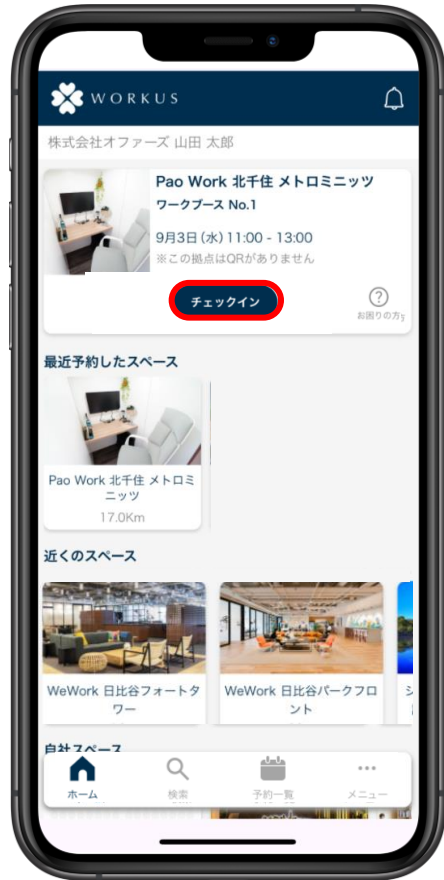 WORKUS
株式会社オファーズ 山田 太郎
Pao Work 北千住 メトロミニッツ
ワークブース No.1
9月3日(水)11:00 - 13:00
※この拠点はQRがありません
チェックイン
お困りの方
最近予約したスペース
Pao Work 北千住 メトロミ
ニッツ
17.0Km
近くのスペース
WeWork 日比谷フォートタ
ワー
WeWork 日比谷パークフロ
ント
自社スペース
ホーム
検索
予約一覧
メニュー